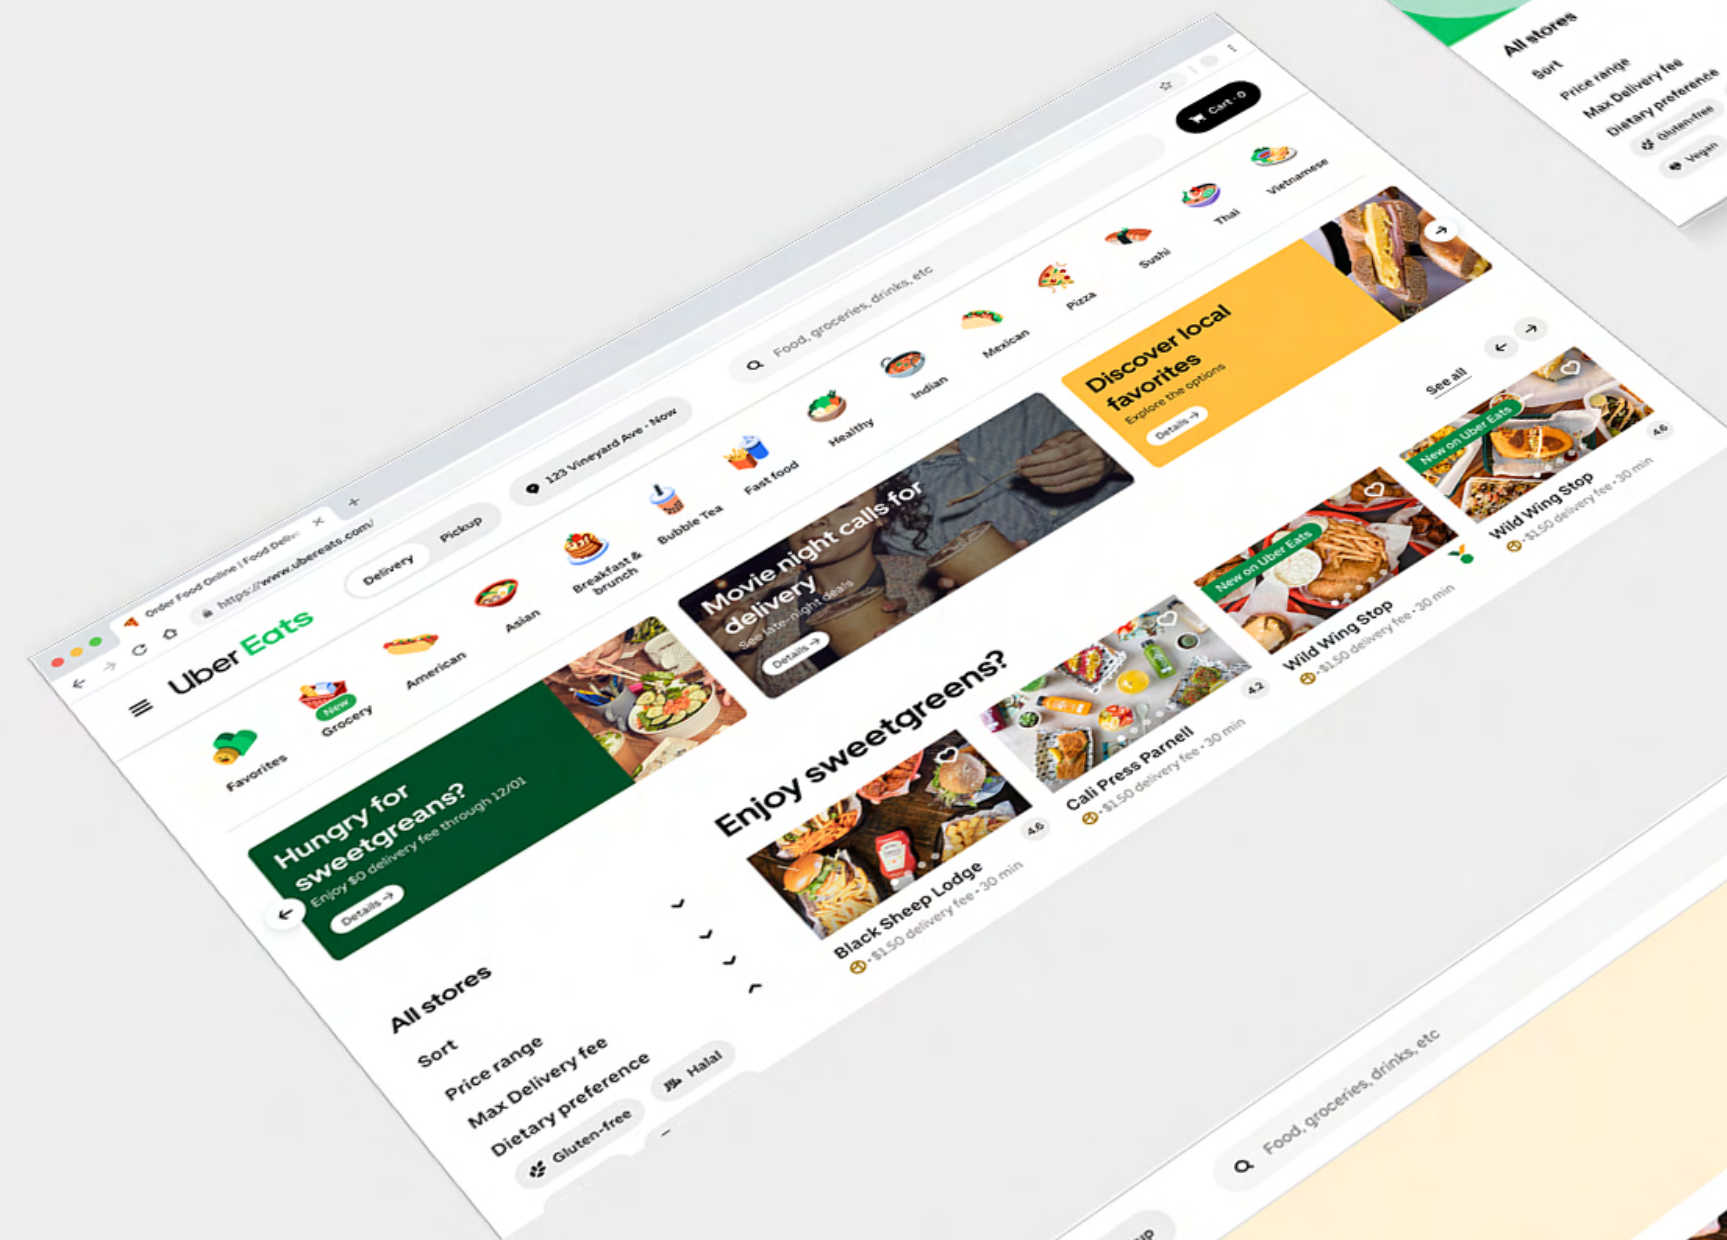 Order Food Online | Food Delive
https://www.ubereats.com/
Uber Eats
Delivery
Pickup
123 Vineyard Ave • Now
Food, groceries, drinks, etc
Cart • 0
Favorites
New
Grocery
American
Asian
Breakfast &
brunch
Bubble Tea
Fast food
Healthy
Indian
Mexican
Pizza
Sushi
Thai
Vietnamese
Hungry for
sweetgreans?
Enjoy $0 delivery fee through 12/01
Details →
Movie night calls for
delivery
See late-night deals
Details →
Discover local
favorites
Explore the options
Details →
All stores
Sort
Price range
Max Delivery fee
Dietary preference
Gluten-free
Halal
Enjoy sweetgreens?
See all
Black Sheep Lodge
4.6
• $1.50 delivery fee • 30 min
Cali Press Parnell
4.2
• $1.50 delivery fee • 30 min
New on Uber Eats
Wild Wing Stop
• $1.50 delivery fee • 30 min
New on Uber Eats
Wild Wing Stop
4.6
• $1.50 delivery fee • 30 min
All stores
Sort
Price range
Max Delivery fee
Dietary preference
Gluten-free
Vegan
Food, groceries, drinks, etc
up